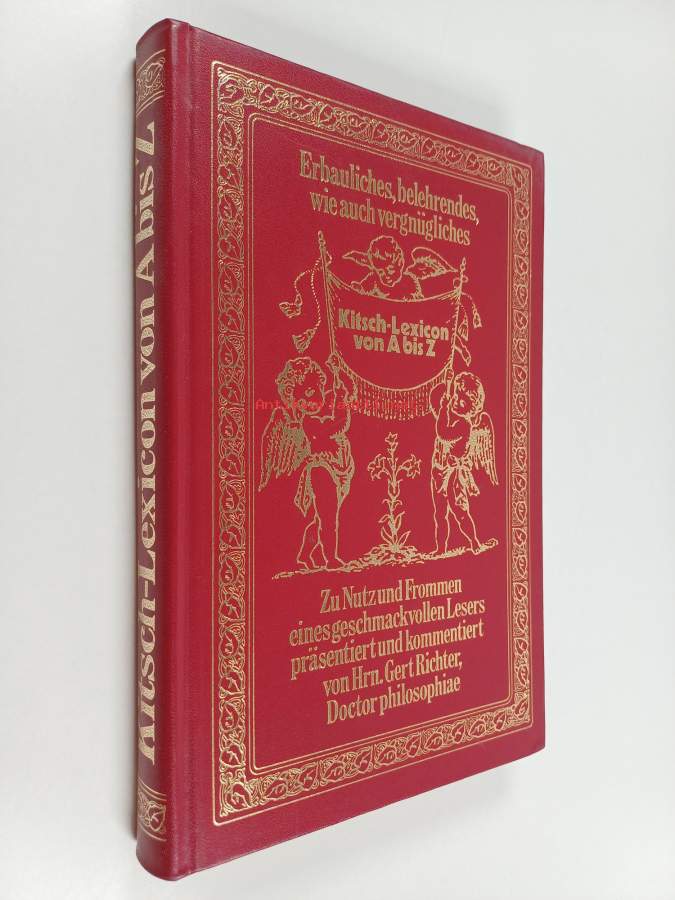 Erbauliches, belehrendes,
wie auch vergnügliches
Kitsch-Lexicon
von A bis Z
Zu Nutz und Frommen
eines geschmackvollen Lesers
präsentiert und kommentiert
von Hrn. Gert Richter,
Doctor philosophiae
Kitsch-Lexicon von A bis Z